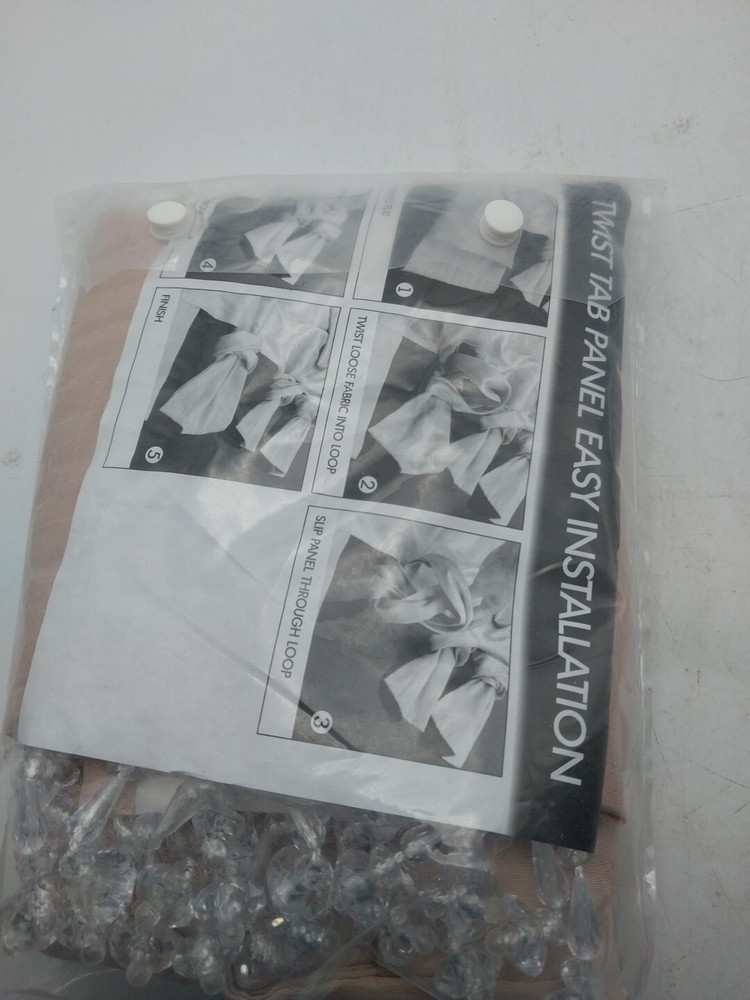 TWIST TAB PANEL EASY INSTALLATION
FLAT
1
TWIST LOOSE FABRIC INTO LOOP
2
SLIP PANEL THROUGH LOOP
3
4
FINISH
5